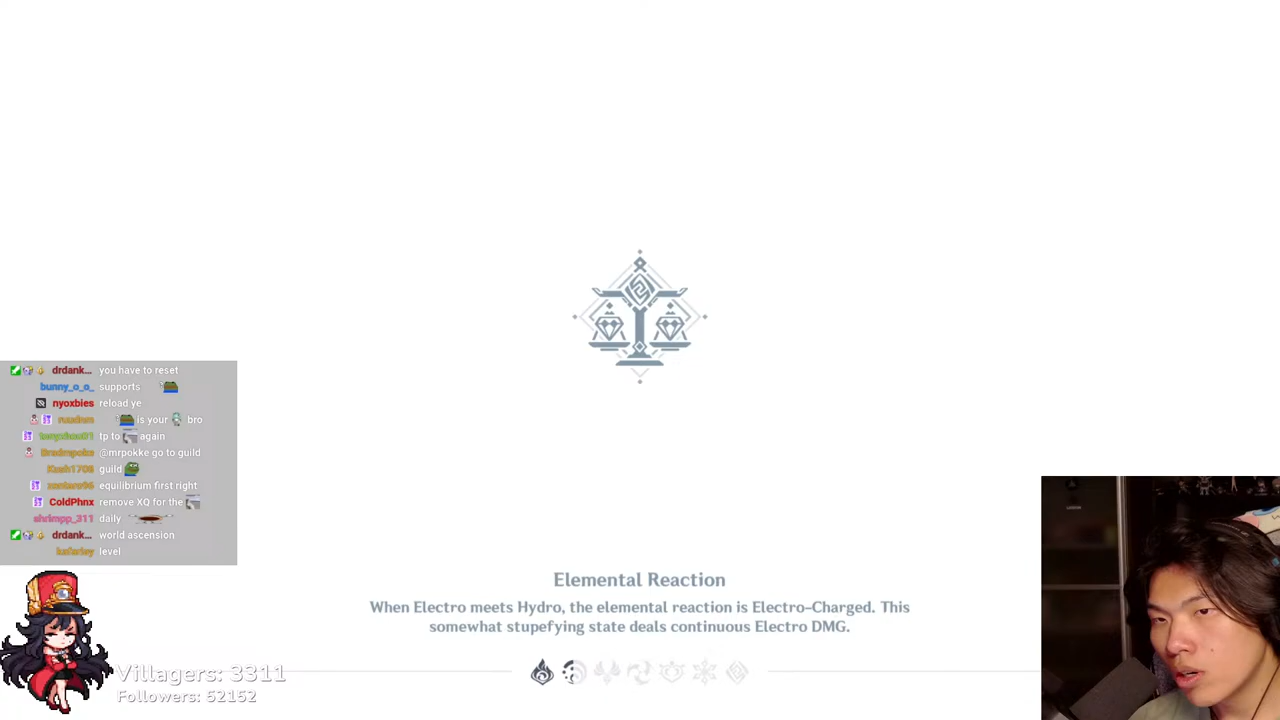 drdank... you have to reset
bunny_o_o_ supports
nyoxbies reload ye
is your bro
tp to again
@mrpokke go to guild
Kush1708 guild
equilibrium first right
ColdPhnx remove XQ for the
shrimpp_311 daily
drdank... world ascension
level
Elemental Reaction
When Electro meets Hydro, the elemental reaction is Electro-Charged. This
somewhat stupefying state deals continuous Electro DMG.
Villagers: 3311
Followers: 52152